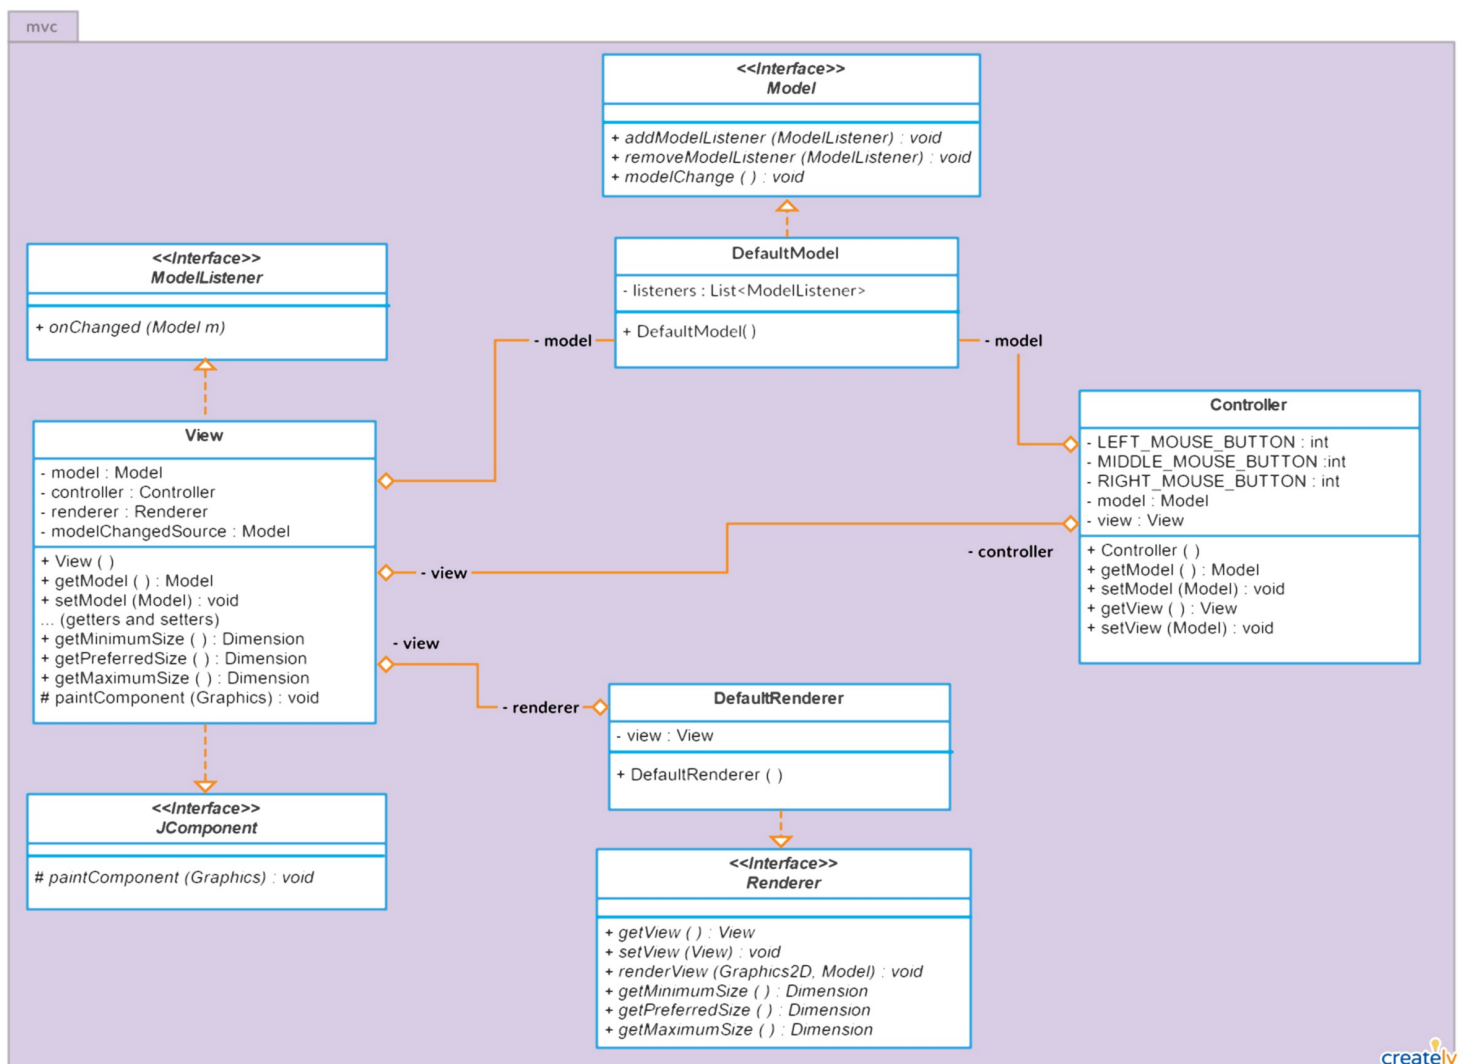 mvc
<<Interface>>
Model
+ addModelListener (ModelListener) : void
+ removeModelListener (ModelListener) : void
+ modelChange ( ) : void
<<Interface>>
ModelListener
+ onChanged (Model m)
DefaultModel
- listeners : List<ModelListener>
+ DefaultModel( )
- model
- model
View
- model : Model
- controller : Controller
- renderer : Renderer
- modelChangedSource : Model
+ View ( )
+ getModel ( ) : Model
+ setModel (Model) : void
... (getters and setters)
+ getMinimumSize ( ) : Dimension
+ getPreferredSize ( ) : Dimension
+ getMaximumSize ( ) : Dimension
# paintComponent (Graphics) : void
Controller
- LEFT_MOUSE_BUTTON : int
- MIDDLE_MOUSE_BUTTON :int
- RIGHT_MOUSE_BUTTON : int
- model : Model
- view : View
+ Controller ( )
+ getModel ( ) : Model
+ setModel (Model) : void
+ getView ( ) : View
+ setView (Model) : void
- controller
- view
- view
- renderer
DefaultRenderer
- view : View
+ DefaultRenderer ( )
<<Interface>>
JComponent
# paintComponent (Graphics) : void
<<Interface>>
Renderer
+ getView ( ) : View
+ setView (View) : void
+ renderView (Graphics2D, Model) : void
+ getMinimumSize ( ) : Dimension
+ getPreferredSize ( ) : Dimension
+ getMaximumSize ( ) : Dimension
creately